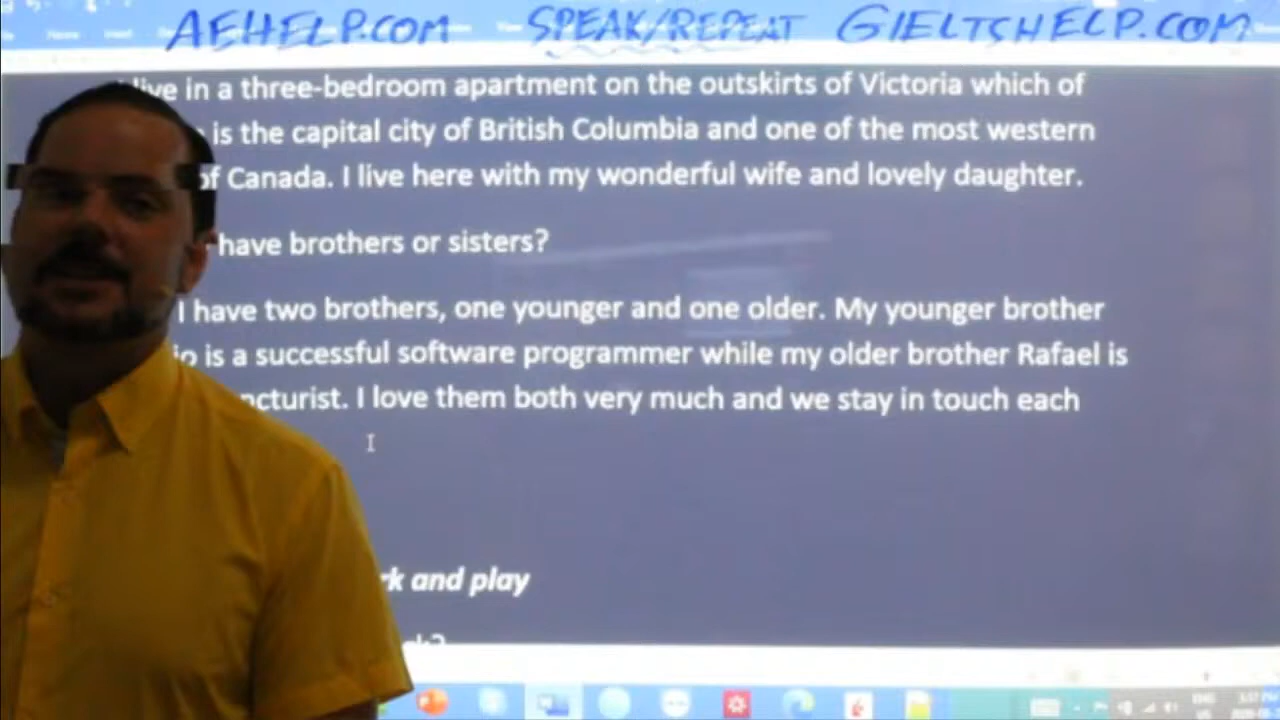 AEHELP.COM SPEAK/REPEAT GIELTSHELP.COM
live in a three-bedroom apartment on the outskirts of Victoria which of
is the capital city of British Columbia and one of the most western
of Canada. I live here with my wonderful wife and lovely daughter.
have brothers or sisters?
I have two brothers, one younger and one older. My younger brother
io is a successful software programmer while my older brother Rafael is
ncturist. I love them both very much and we stay in touch each
rk and play